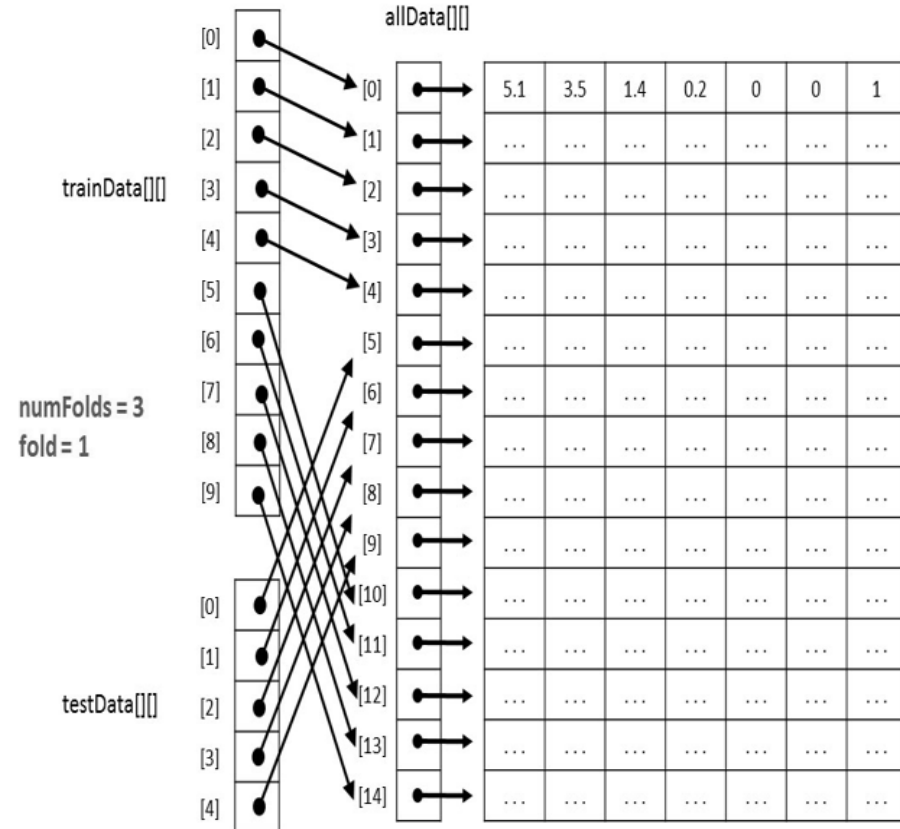 allData[][]
trainData[][]
[0]
[1]
[2]
[3]
[4]
[5]
[6]
[7]
[8]
[9]
numFolds = 3
fold = 1
testData[][]
[0]
[1]
[2]
[3]
[4]
[0] 5.1 3.5 1.4 0.2 0 0 1
[1] ... ... ... ... ... ... ...
[2] ... ... ... ... ... ... ...
[3] ... ... ... ... ... ... ...
[4] ... ... ... ... ... ... ...
[5] ... ... ... ... ... ... ...
[6] ... ... ... ... ... ... ...
[7] ... ... ... ... ... ... ...
[8] ... ... ... ... ... ... ...
[9] ... ... ... ... ... ... ...
[10] ... ... ... ... ... ... ...
[11] ... ... ... ... ... ... ...
[12] ... ... ... ... ... ... ...
[13] ... ... ... ... ... ... ...
[14] ... ... ... ... ... ... ...